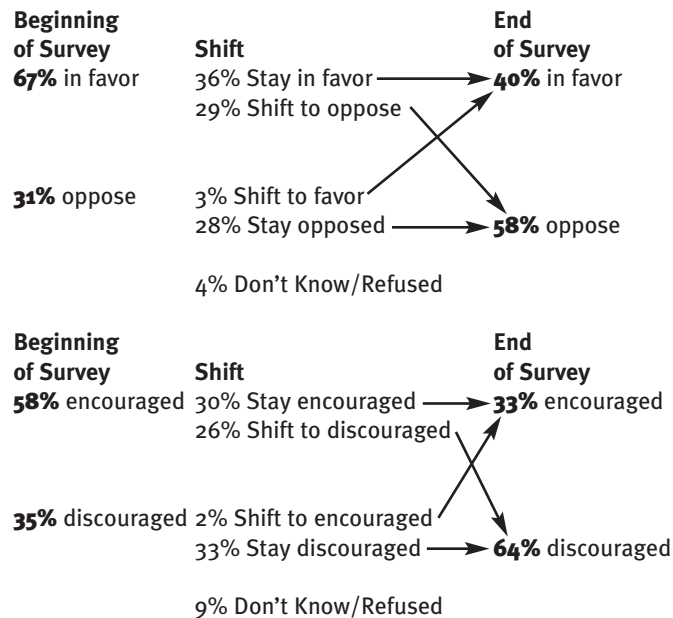 Beginning
of Survey Shift End
of Survey
67% in favor 36% Stay in favor 40% in favor
29% Shift to oppose
31% oppose 3% Shift to favor
28% Stay opposed 58% oppose
4% Don't Know/Refused
Beginning
of Survey Shift End
of Survey
58% encouraged 30% Stay encouraged 33% encouraged
26% Shift to discouraged
35% discouraged 2% Shift to encouraged
33% Stay discouraged 64% discouraged
9% Don't Know/Refused